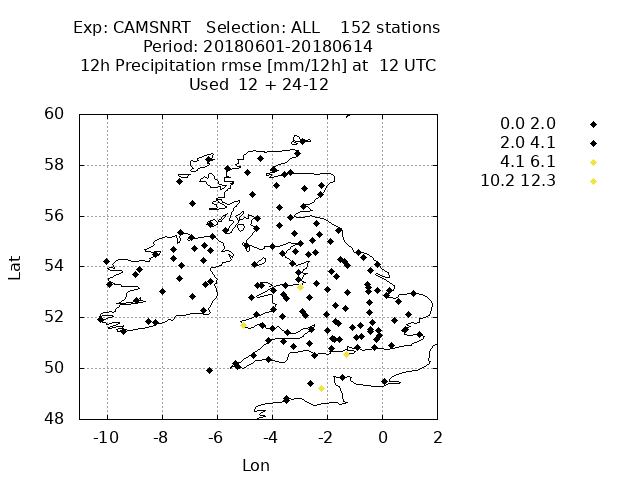 Exp: CAMSNRT Selection: ALL 152 stations
Period: 20180601-20180614
12h Precipitation rmse [mm/12h] at 12 UTC
Used 12 + 24-12
0.0 2.0
2.0 4.1
4.1 6.1
10.2 12.3
60
58
56
54
52
50
48
Lat
-10 -8 -6 -4 -2 0 2
Lon